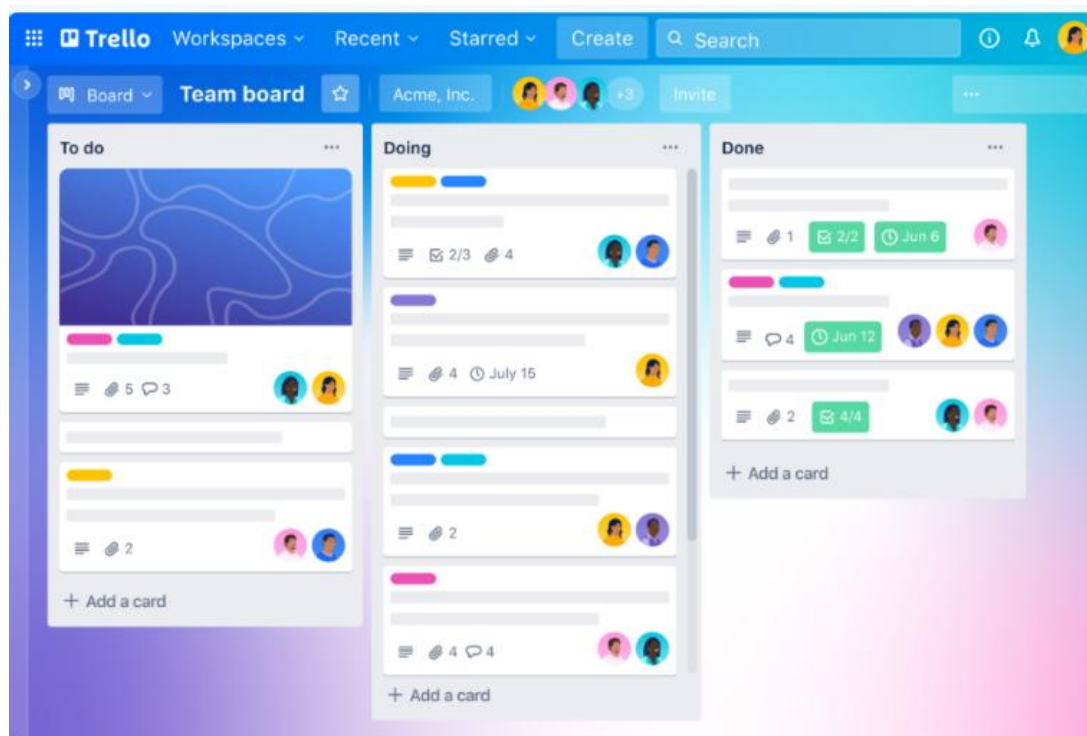 Trello Workspaces Recent Starred Create Search
Board Team board Acme, Inc. +3 Invite
To do
5 3
2
+ Add a card
Doing
2/3 4
4 July 15
2
4 4
+ Add a card
Done
1 2/2 Jun 6
4 Jun 12
2 4/4
+ Add a card